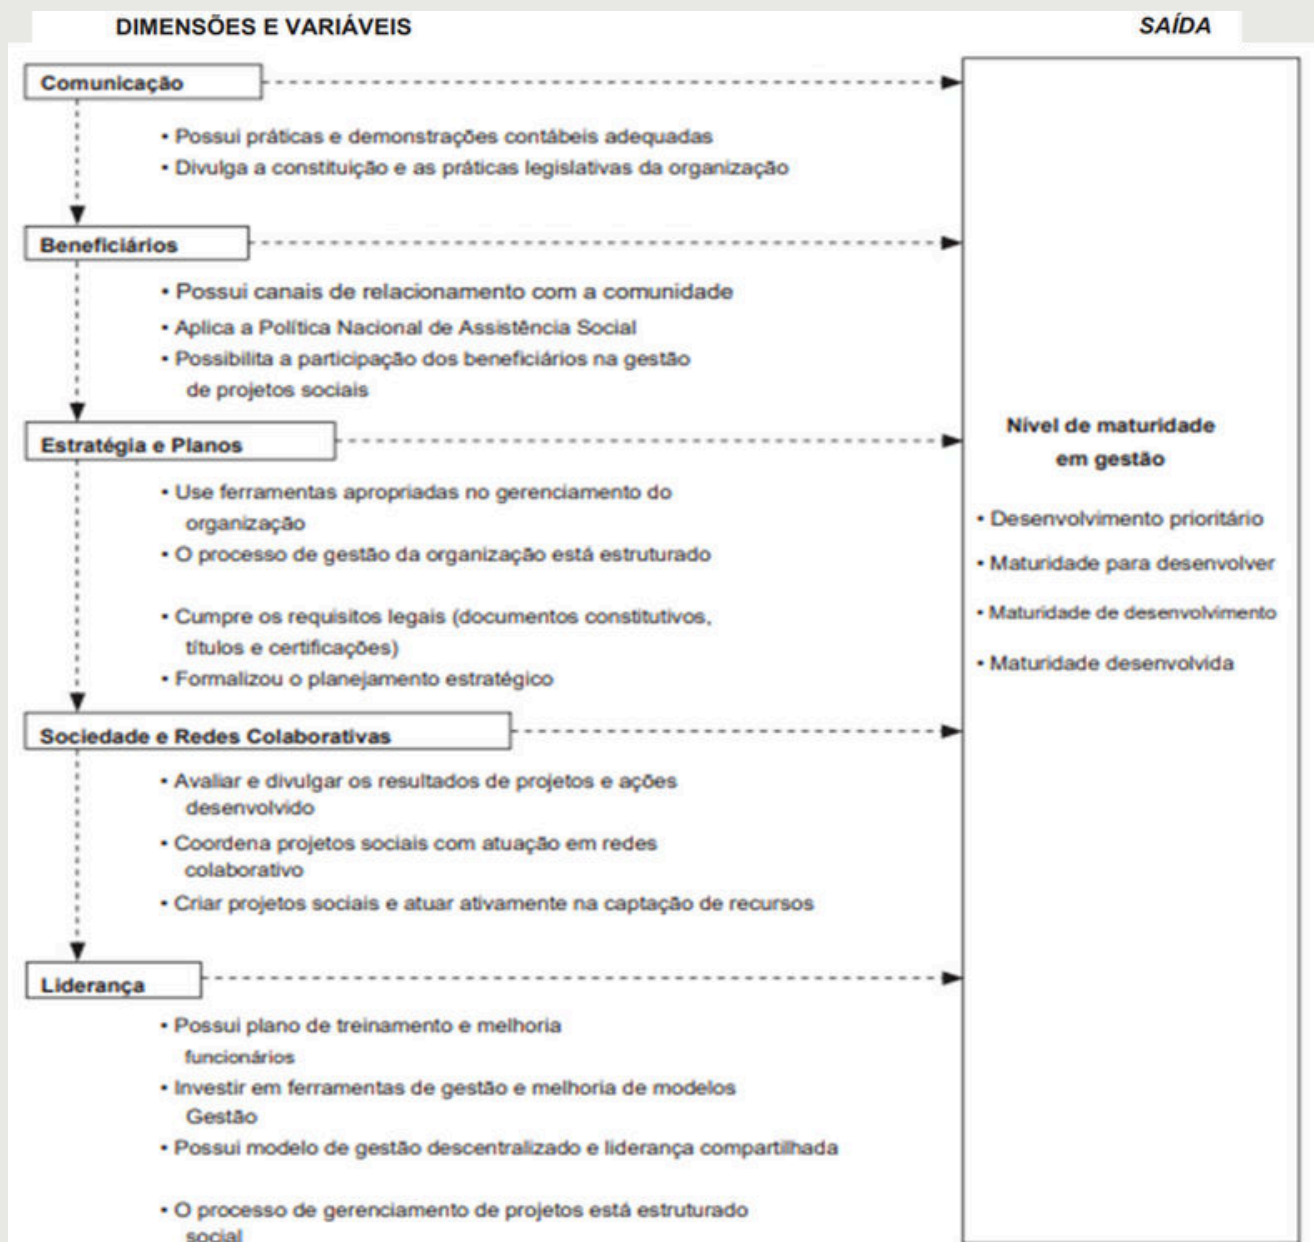 DIMENSÕES E VARIÁVEIS
SAÍDA
Comunicação
• Possui práticas e demonstrações contábeis adequadas
• Divulga a constituição e as práticas legislativas da organização
Beneficiários
• Possui canais de relacionamento com a comunidade
• Aplica a Política Nacional de Assistência Social
• Possibilita a participação dos beneficiários na gestão
de projetos sociais
Estratégia e Planos
• Use ferramentas apropriadas no gerenciamento do
organização
• O processo de gestão da organização está estruturado
• Cumpre os requisitos legais (documentos constitutivos,
títulos e certificações)
• Formalizou o planejamento estratégico
Sociedade e Redes Colaborativas
• Avaliar e divulgar os resultados de projetos e ações
desenvolvido
• Coordena projetos sociais com atuação em redes
colaborativo
• Criar projetos sociais e atuar ativamente na captação de recursos
Liderança
• Possui plano de treinamento e melhoria
funcionários
• Investir em ferramentas de gestão e melhoria de modelos
Gestão
• Possui modelo de gestão descentralizado e liderança compartilhada
• O processo de gerenciamento de projetos está estruturado
social
Nível de maturidade
em gestão
• Desenvolvimento prioritário
• Maturidade para desenvolver
• Maturidade de desenvolvimento
• Maturidade desenvolvida